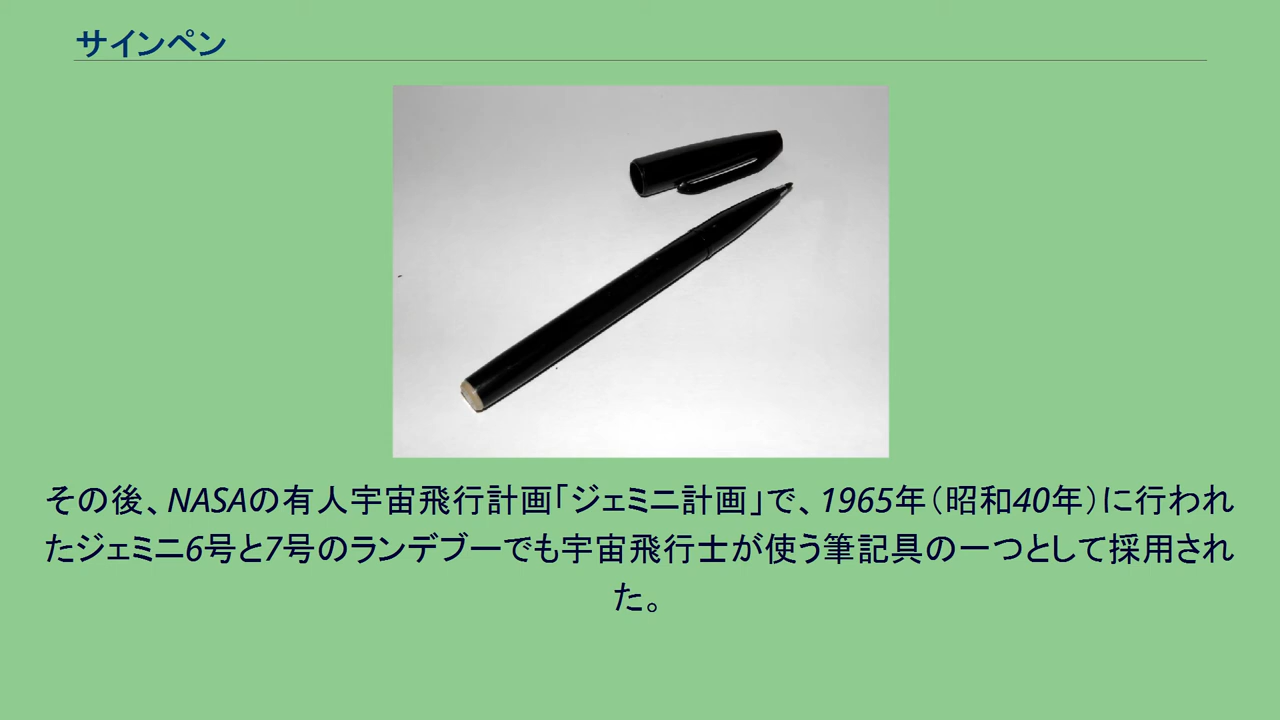 サインペン
その後、NASAの有人宇宙飛行計画「ジェミニ計画」で、1965年（昭和40年）に行われ
たジェミニ6号と7号のランデブーでも宇宙飛行士が使う筆記具の一つとして採用され
た。